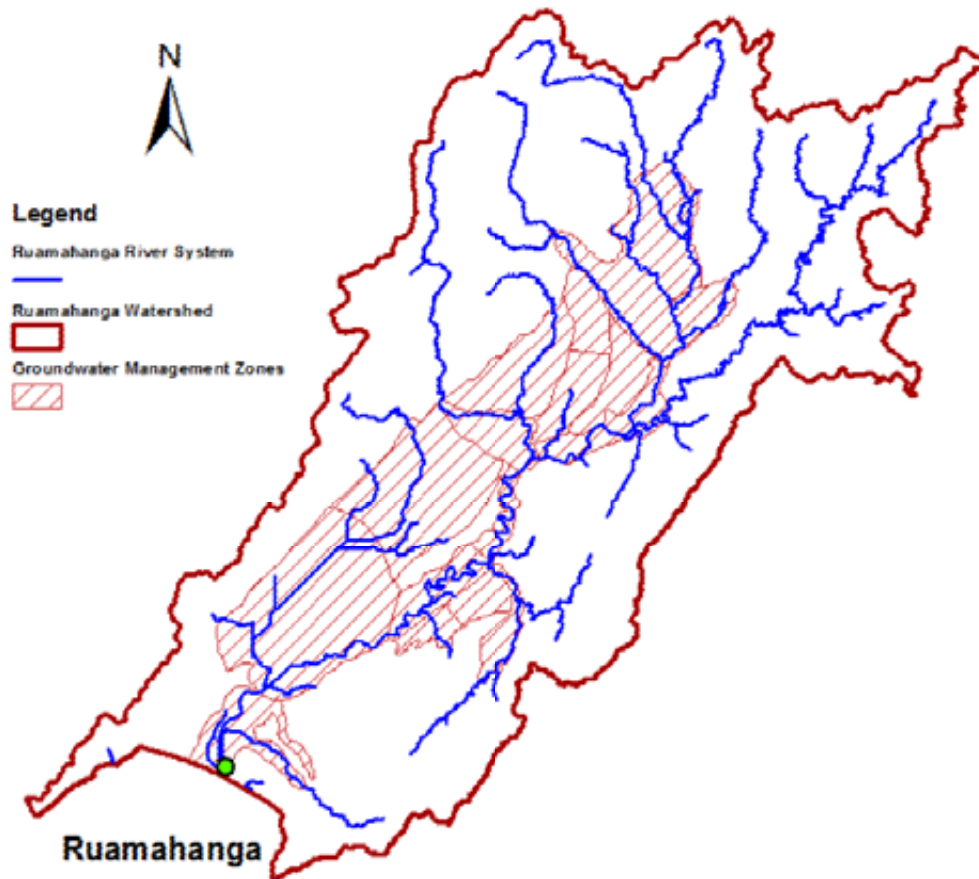 N
Legend
Ruamahanga River System
Ruamahanga Watershed
Groundwater Management Zones
Ruamahanga